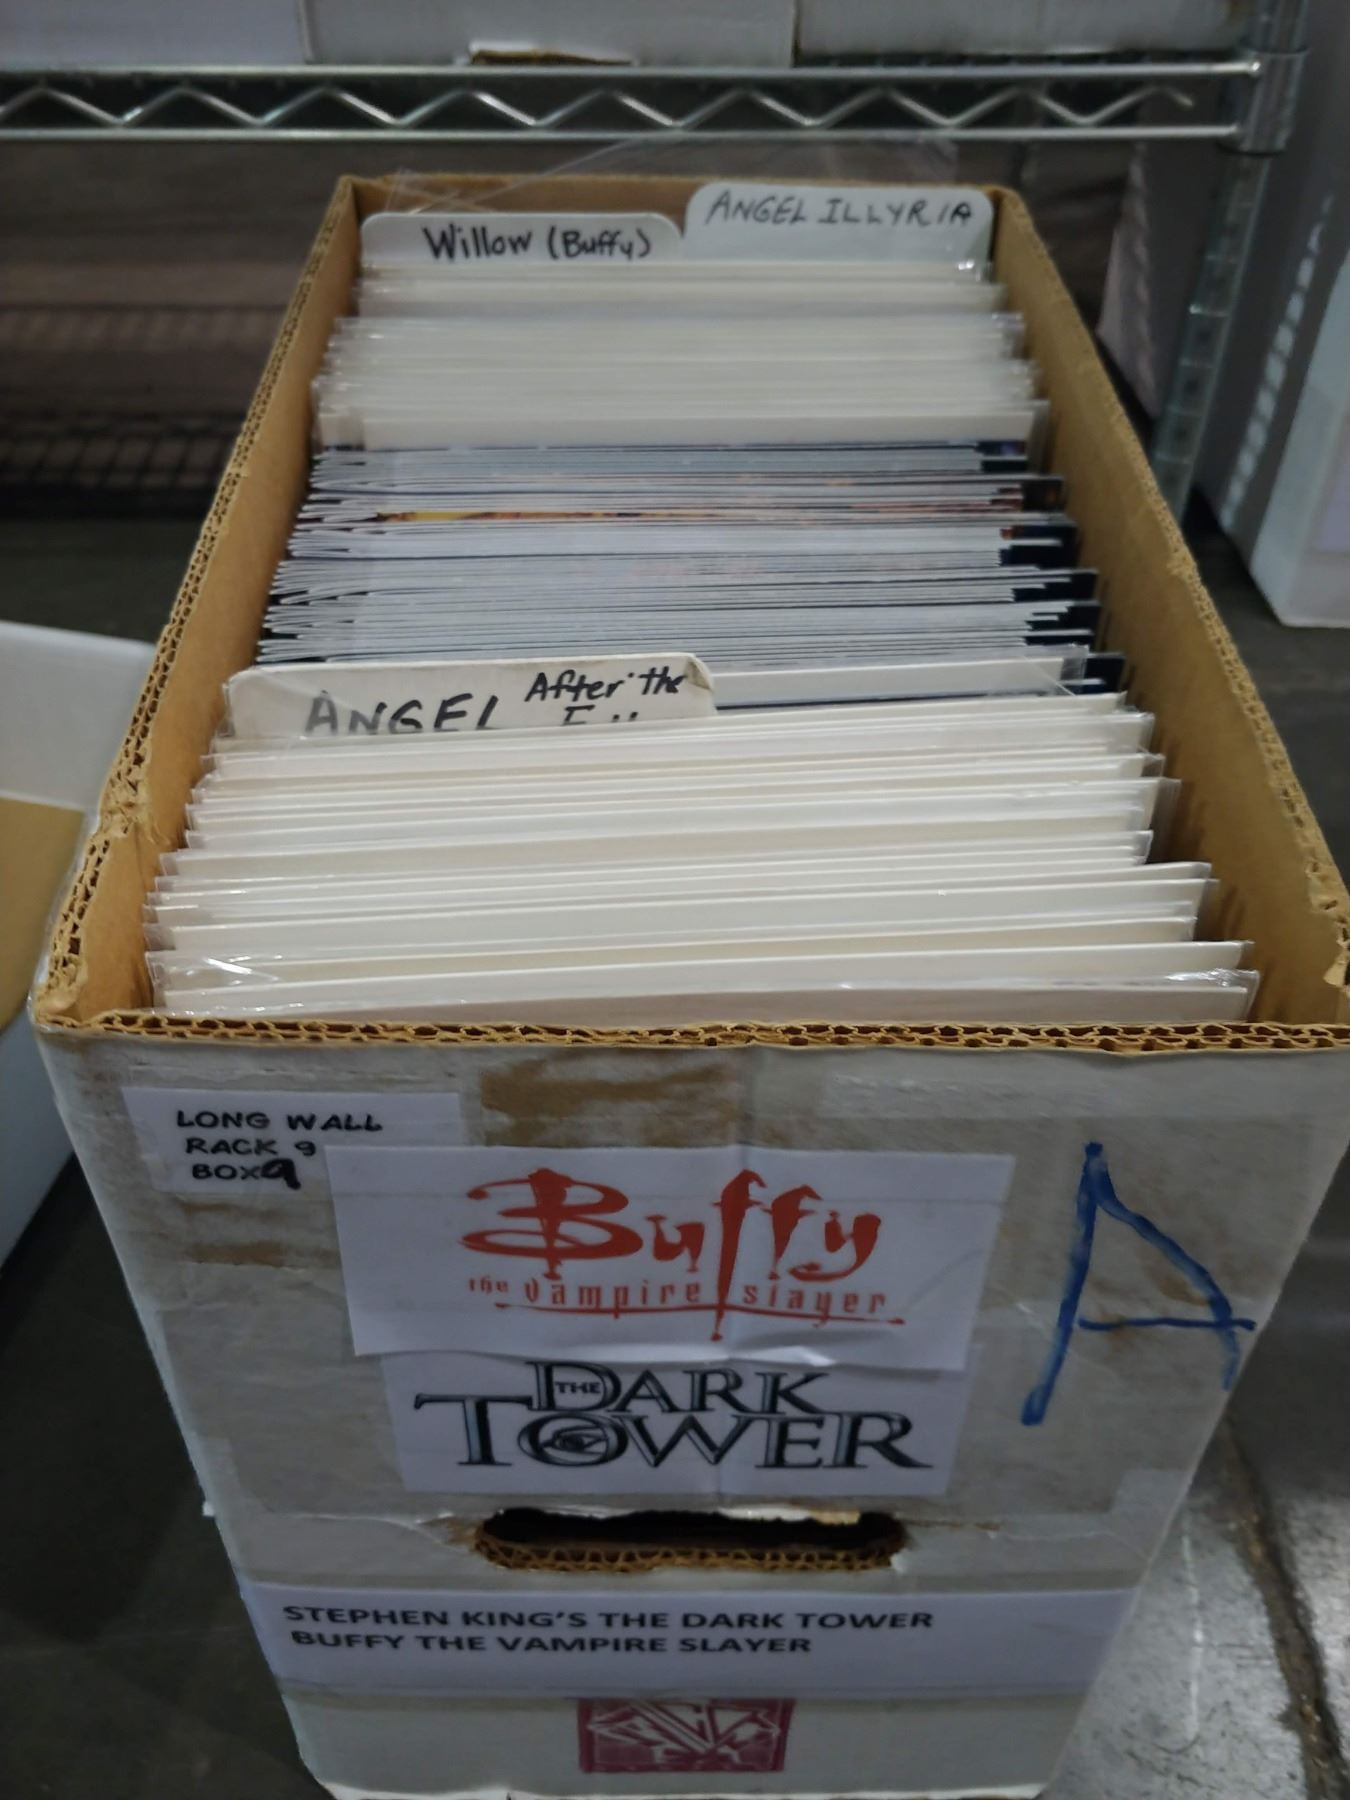 Willow (Buffy)
ANGEL ILLYRIA
ANGEL After the
LONG WALL
RACK 9
BOX 9
Buffy
the vampire slayer
THE DARK
TOWER
A
STEPHEN KING'S THE DARK TOWER
BUFFY THE VAMPIRE SLAYER